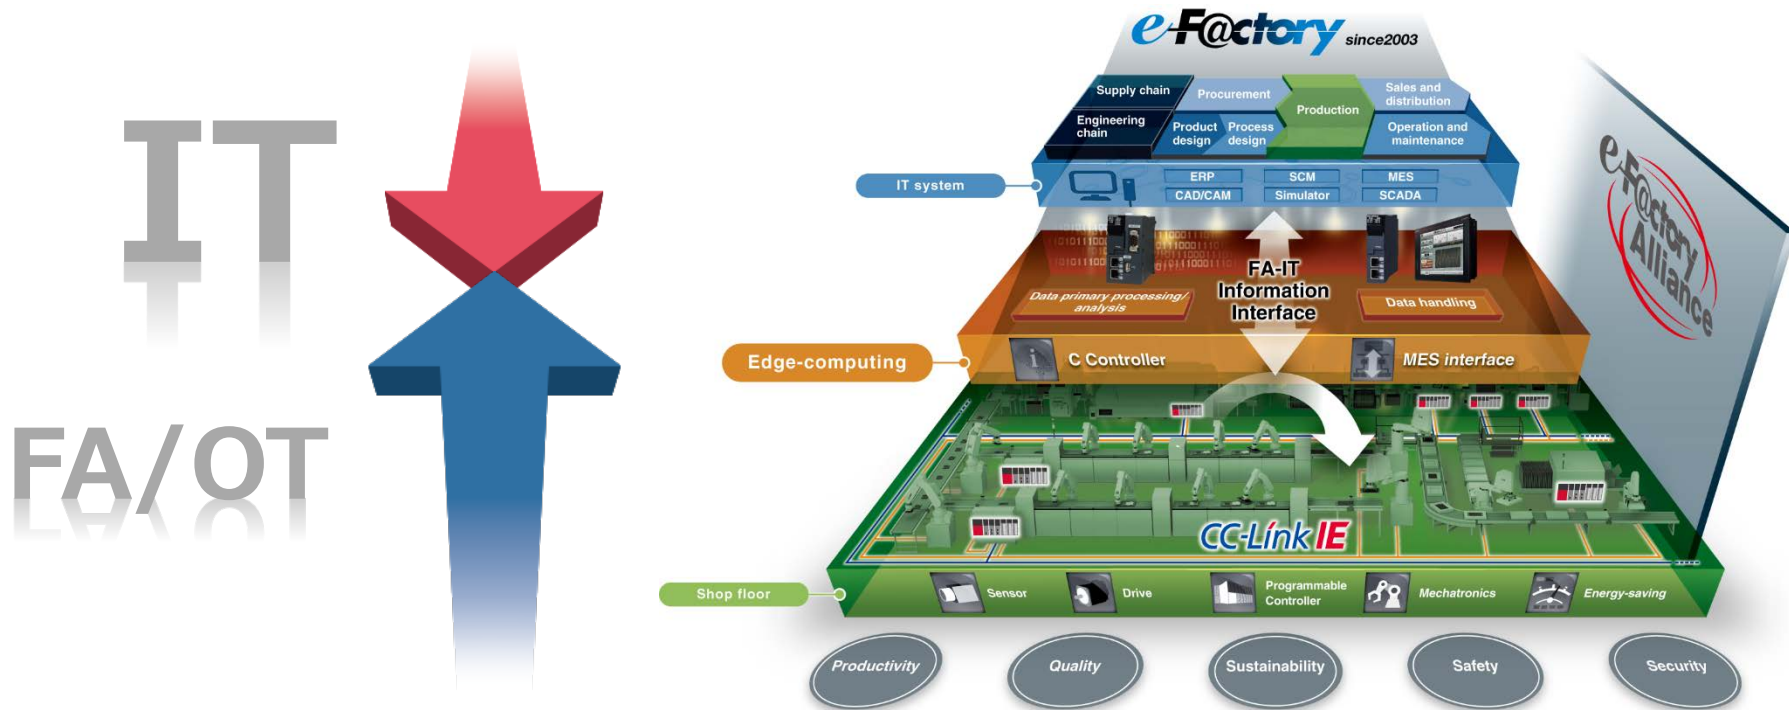 IT
FA/OT
e-F@ctory since2003
Supply chain
Procurement
Production
Sales and
distribution
Engineering
chain
Product
design
Process
design
Operation and
maintenance
IT system
ERP
SCM
MES
CAD/CAM
Simulator
SCADA
FA-IT
Information
Interface
Data primary processing/
analysis
Data handling
Edge-computing
C Controller
MES interface
CC-Link IE
Shop floor
Sensor
Drive
Programmable
Controller
Mechatronics
Energy-saving
Productivity
Quality
Sustainability
Safety
Security
e-F@ctory
Alliance